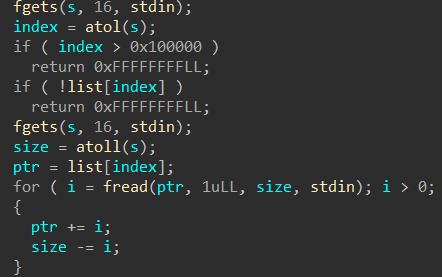 fgets(s, 16, stdin);
index = atol(s);
if ( index > 0x100000 )
return 0xFFFFFFFFLL;
if ( !list[index] )
return 0xFFFFFFFFLL;
fgets(s, 16, stdin);
size = atoll(s);
ptr = list[index];
for ( i = fread(ptr, 1uLL, size, stdin); i > 0;
{
ptr += i;
size -= i;
}